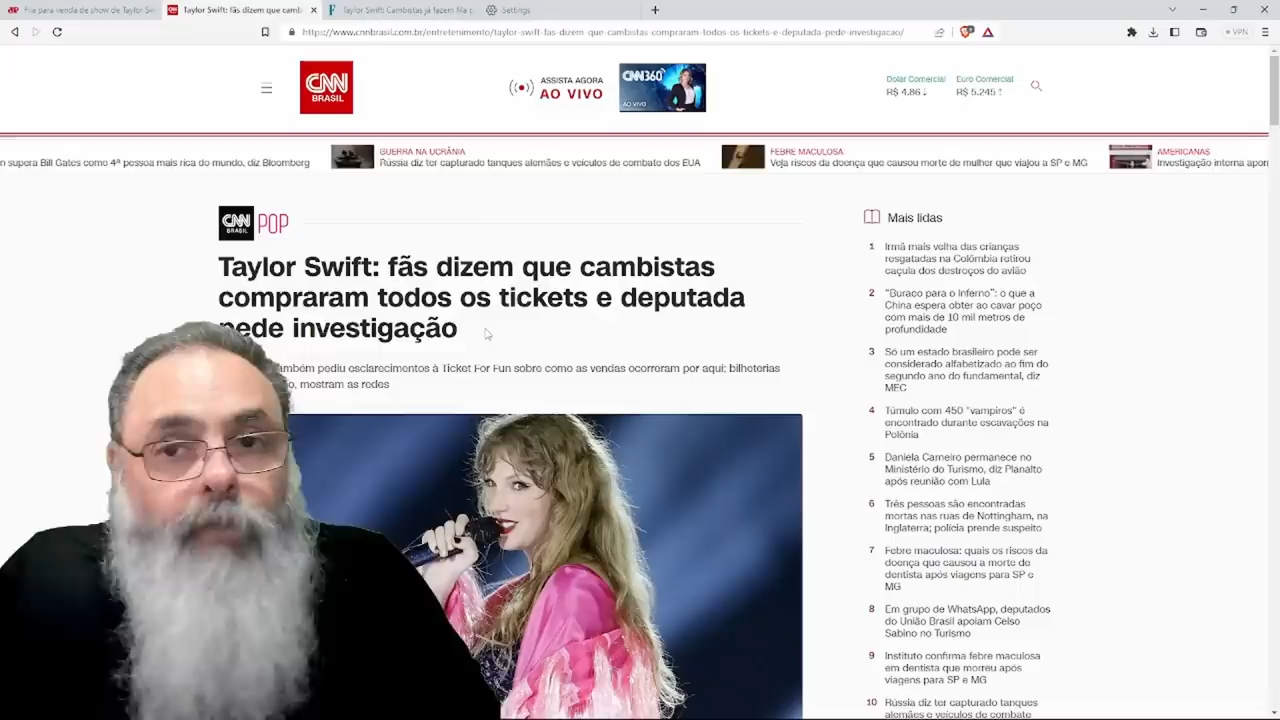 Fila para venda de show de Taylor Sw
Taylor Swift: fãs dizem que camb
Taylor Swift: Cambistas já fazem fila p
Settings
https://www.cnnbrasil.com.br/entretenimento/taylor-swift-fas-dizem-que-cambistas-compraram-todos-os-tickets-e-deputada-pede-investigacao/
VPN
CNN
BRASIL
ASSISTA AGORA
AO VIVO
CNN360°
AO VIVO
Dolar Comercial
R$ 4.86 ↓
Euro Comercial
R$ 5.245 ↑
n supera Bill Gates como 4ª pessoa mais rica do mundo, diz Bloomberg
GUERRA NA UCRÂNIA
Rússia diz ter capturado tanques alemães e veículos de combate dos EUA
FEBRE MACULOSA
Veja riscos da doença que causou morte de mulher que viajou a SP e MG
AMERICANAS
Investigação interna apon
CNN
BRASIL
POP
Taylor Swift: fãs dizem que cambistas
compraram todos os tickets e deputada
pede investigação
também pediu esclarecimentos à Ticket For Fun sobre como as vendas ocorreram por aqui; bilheterias
mostram as redes
Mais lidas
1 Irmã mais velha das crianças
resgatadas na Colômbia retirou
caçula dos destroços do avião
2 “Buraco para o Inferno”: o que a
China espera obter ao cavar poço
com mais de 10 mil metros de
profundidade
3 Só um estado brasileiro pode ser
considerado alfabetizado ao fim do
segundo ano do fundamental, diz
MEC
4 Túmulo com 450 "vampiros" é
encontrado durante escavações na
Polônia
5 Daniela Carneiro permanece no
Ministério do Turismo, diz Planalto
após reunião com Lula
6 Três pessoas são encontradas
mortas nas ruas de Nottingham, na
Inglaterra; polícia prende suspeito
7 Febre maculosa: quais os riscos da
doença que causou a morte de
dentista após viagens para SP e
MG
8 Em grupo de WhatsApp, deputados
do União Brasil apoiam Celso
Sabino no Turismo
9 Instituto confirma febre maculosa
em dentista que morreu após
viagens para SP e MG
10 Rússia diz ter capturado tanques
alemães e veículos de combate